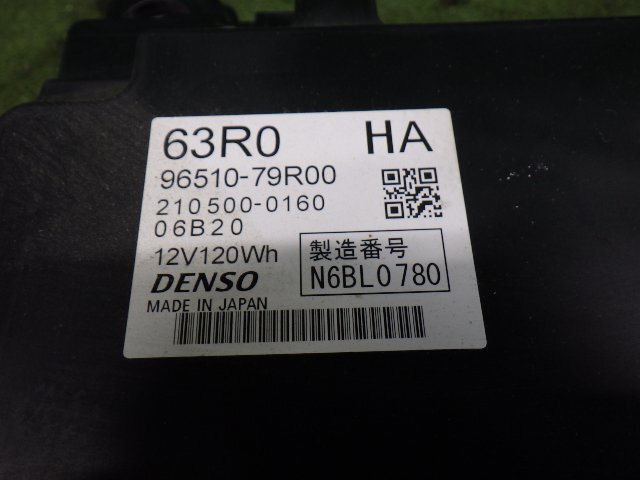 63R0 HA
96510-79R00
210500-0160
06B20
12V120Wh
DENSO
MADE IN JAPAN
製造番号
N6BL0780